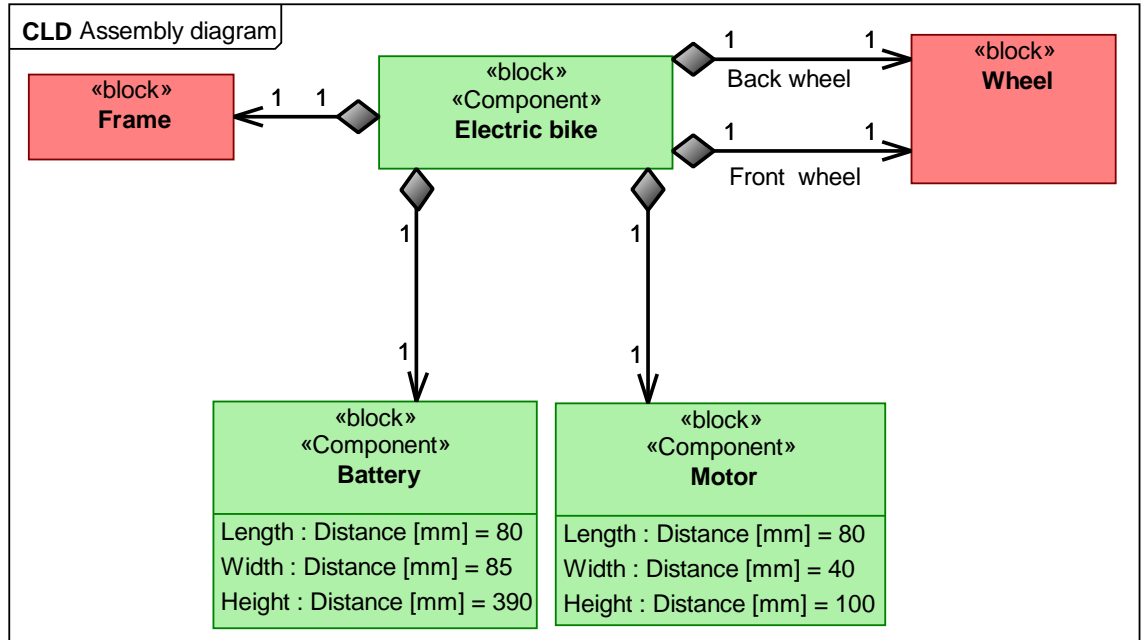 CLD Assembly diagram
«block»
Frame
1 1
«block»
«Component»
Electric bike
1 1
Back wheel
1 1
Front  wheel
«block»
Wheel
1
1
1
1
«block»
«Component»
Battery
Length : Distance [mm] = 80
Width : Distance [mm] = 85
Height : Distance [mm] = 390
«block»
«Component»
Motor
Length : Distance [mm] = 80
Width : Distance [mm] = 40
Height : Distance [mm] = 100